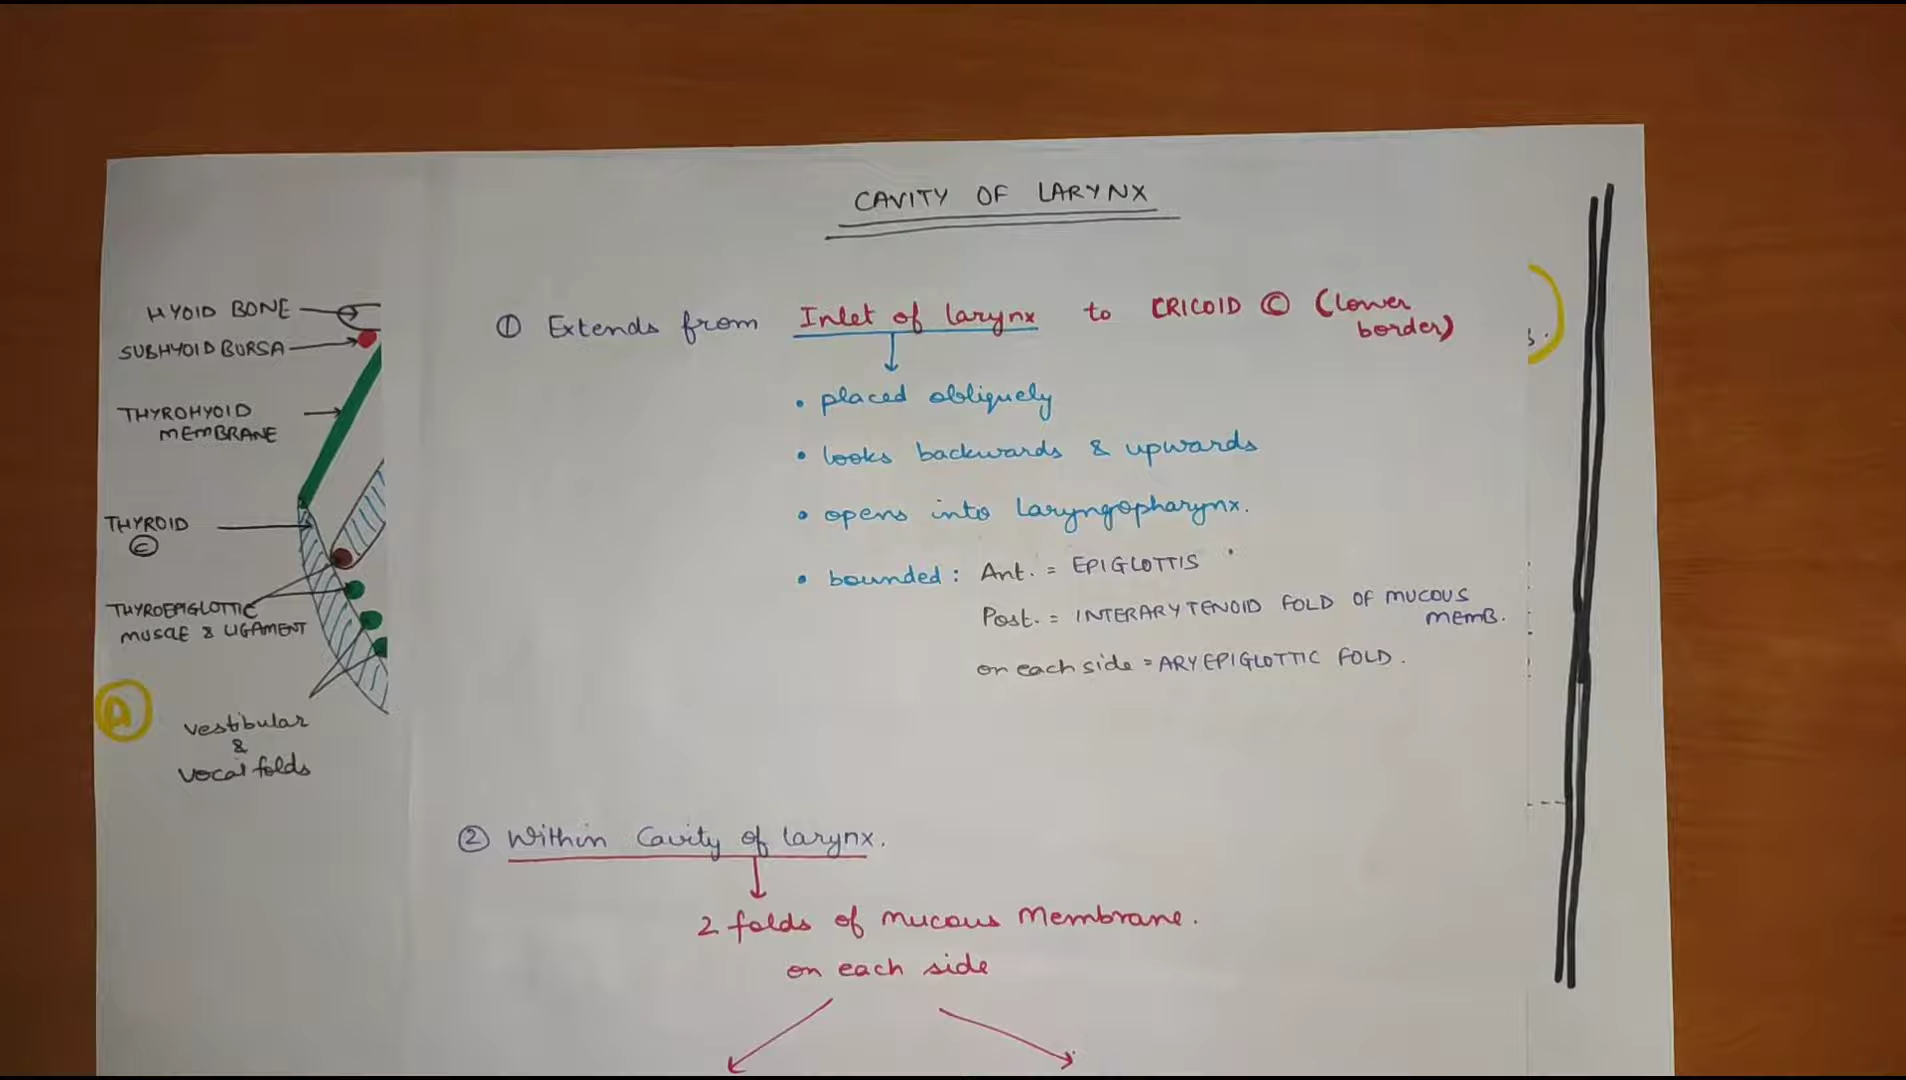 CAVITY OF LARYNX
HYOID BONE
SUBHYOID BURSA
THYROHYOID
MEMBRANE
THYROID
©
THYROEPIGLOTTIC
MUSCLE & LIGAMENT
A
Vestibular
&
Vocal folds
① Extends from Inlet of larynx to CRICOID © (lower
border)
• placed obliquely
• looks backwards & upwards
• opens into laryngopharynx.
• bounded : Ant. = EPIGLOTTIS
Post. = INTERARYTENOID FOLD OF MUCOUS
MEMB.
on each side = ARYEPIGLOTTIC FOLD.
② Within Cavity of larynx.
2 folds of mucous Membrane.
on each side